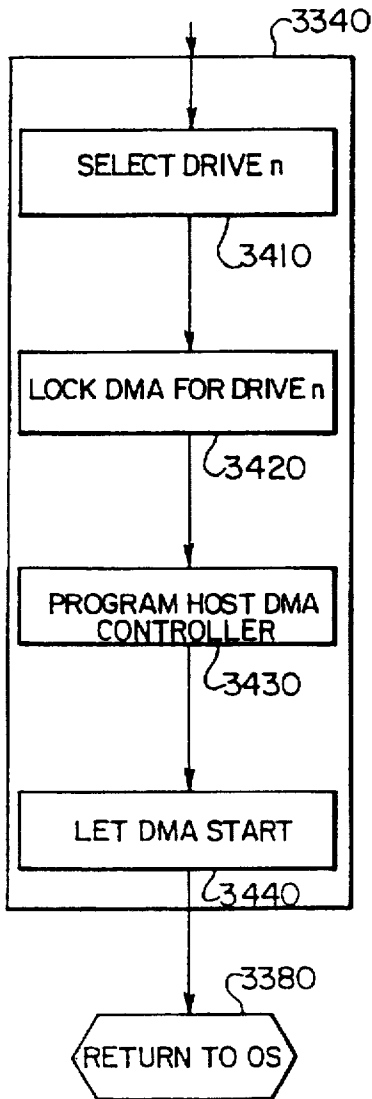 3340
SELECT DRIVE n
3410
LOCK DMA FOR DRIVE n
3420
PROGRAM HOST DMA
CONTROLLER
3430
LET DMA START
3440
3380
RETURN TO OS